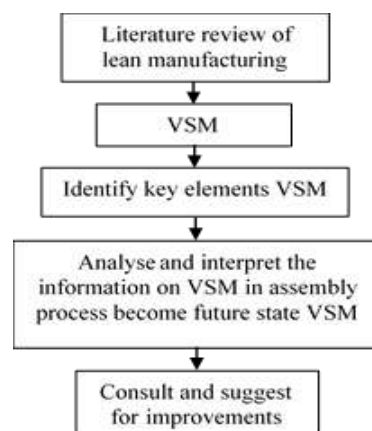 Literature review of
lean manufacturing
VSM
Identify key elements VSM
Analyse and interpret the
information on VSM in assembly
process become future state VSM
Consult and suggest
for improvements